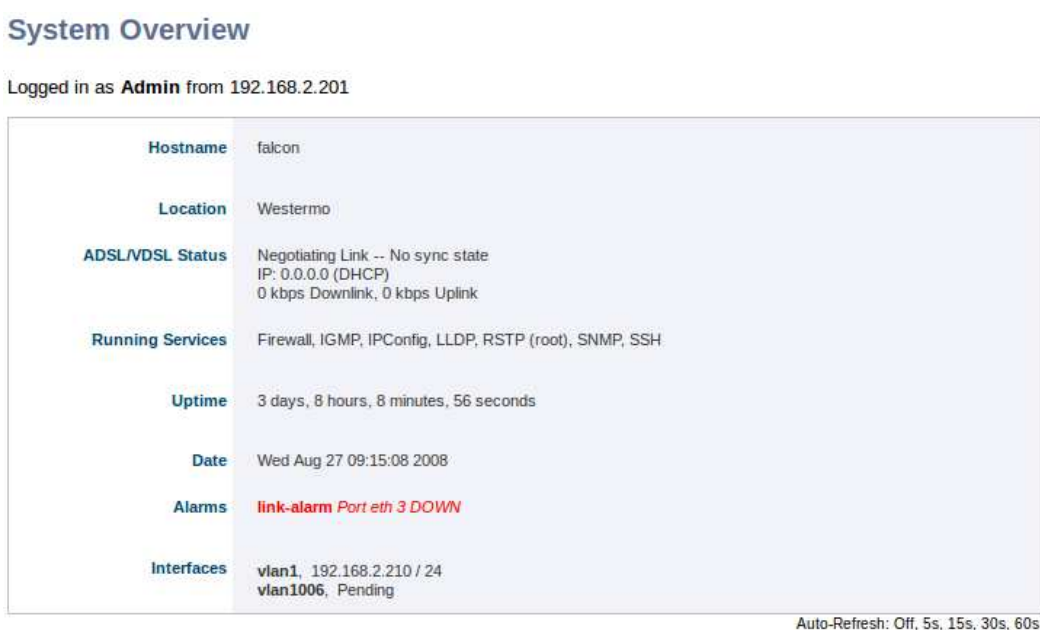 System Overview
Logged in as Admin from 192.168.2.201
Hostname falcon
Location Westermo
ADSL/VDSL Status Negotiating Link -- No sync state
IP: 0.0.0.0 (DHCP)
0 kbps Downlink, 0 kbps Uplink
Running Services Firewall, IGMP, IPConfig, LLDP, RSTP (root), SNMP, SSH
Uptime 3 days, 8 hours, 8 minutes, 56 seconds
Date Wed Aug 27 09:15:08 2008
Alarms link-alarm Port eth 3 DOWN
Interfaces vlan1, 192.168.2.210 / 24
vlan1006, Pending
Auto-Refresh: Off, 5s, 15s, 30s, 60s